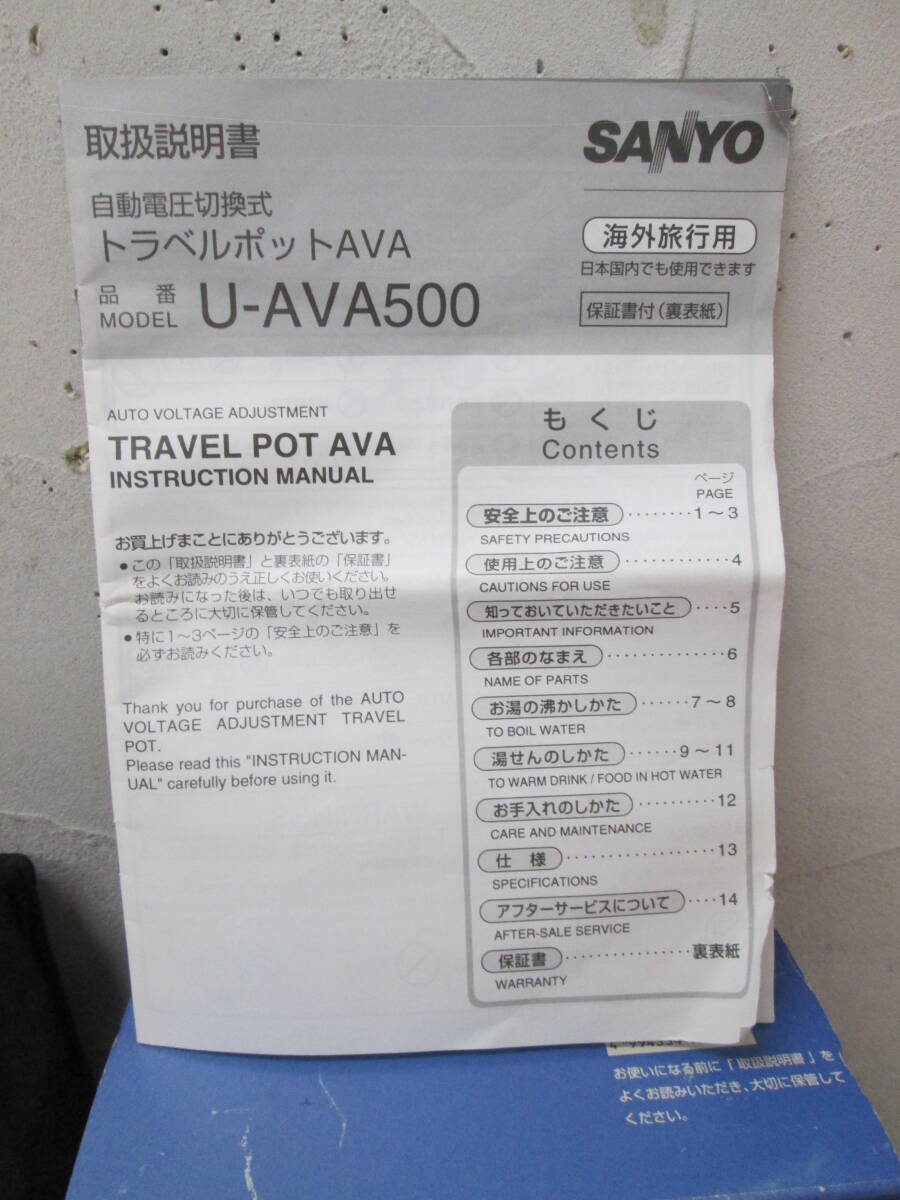 取扱説明書
SANYO
自動電圧切換式
トラベルポットAVA
品番
MODEL U-AVA500
海外旅行用
日本国内でも使用できます
保証書付(裏表紙)
AUTO VOLTAGE ADJUSTMENT
TRAVEL POT AVA
INSTRUCTION MANUAL
お買上げまことにありがとうございます。
●この「取扱説明書」と裏表紙の「保証書」
をよくお読みのうえ正しくお使いください。
お読みになった後は、いつでも取り出せ
るところに大切に保管してください。
●特に1～3ページの「安全上のご注意」を
必ずお読みください。
Thank you for purchase of the AUTO
VOLTAGE ADJUSTMENT TRAVEL
POT.
Please read this "INSTRUCTION MAN-
UAL" carefully before using it.
もくじ
Contents
ページ
PAGE
安全上のご注意 ········1～3
SAFETY PRECAUTIONS
使用上のご注意 ·············4
CAUTIONS FOR USE
知っておいていただきたいこと ····5
IMPORTANT INFORMATION
各部のなまえ ··············6
NAME OF PARTS
お湯の沸かしかた ······7～8
TO BOIL WATER
湯せんのしかた ······9～11
TO WARM DRINK / FOOD IN HOT WATER
お手入れのしかた ··········12
CARE AND MAINTENANCE
仕様 ···················13
SPECIFICATIONS
アフターサービスについて ····14
AFTER-SALE SERVICE
保証書 ················裏表紙
WARRANTY
お使いになる前に「取扱説明書」を
よくお読みいただき、大切に保管して
ください。